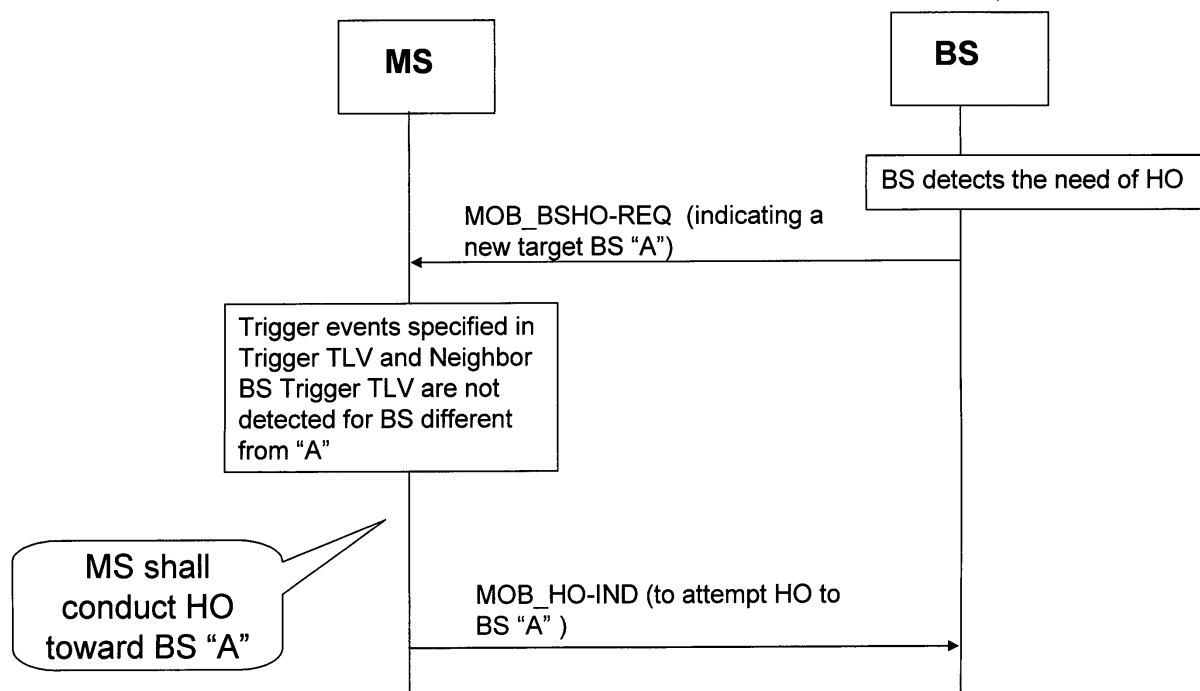 MS
BS
BS detects the need of HO
MOB_BSHO-REQ (indicating a
new target BS “A”)
Trigger events specified in
Trigger TLV and Neighbor
BS Trigger TLV are not
detected for BS different
from “A”
MS shall
conduct HO
toward BS “A”
MOB_HO-IND (to attempt HO to
BS “A” )